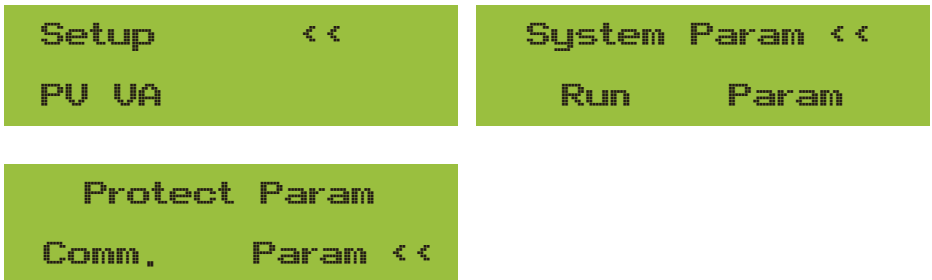 Setup <<
PV VA
System Param <<
Run Param
Protect Param
Comm. Param <<